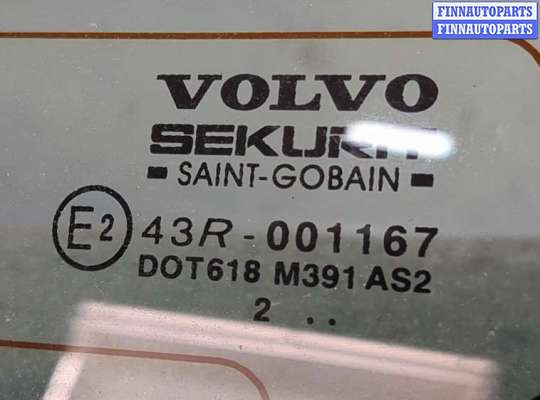 FINNAUTOPARTS
FINNAUTOPARTS
VOLVO
SEKURIT
SAINT-GOBAIN
E2 43R-001167
DOT618 M391 AS2
2 ..